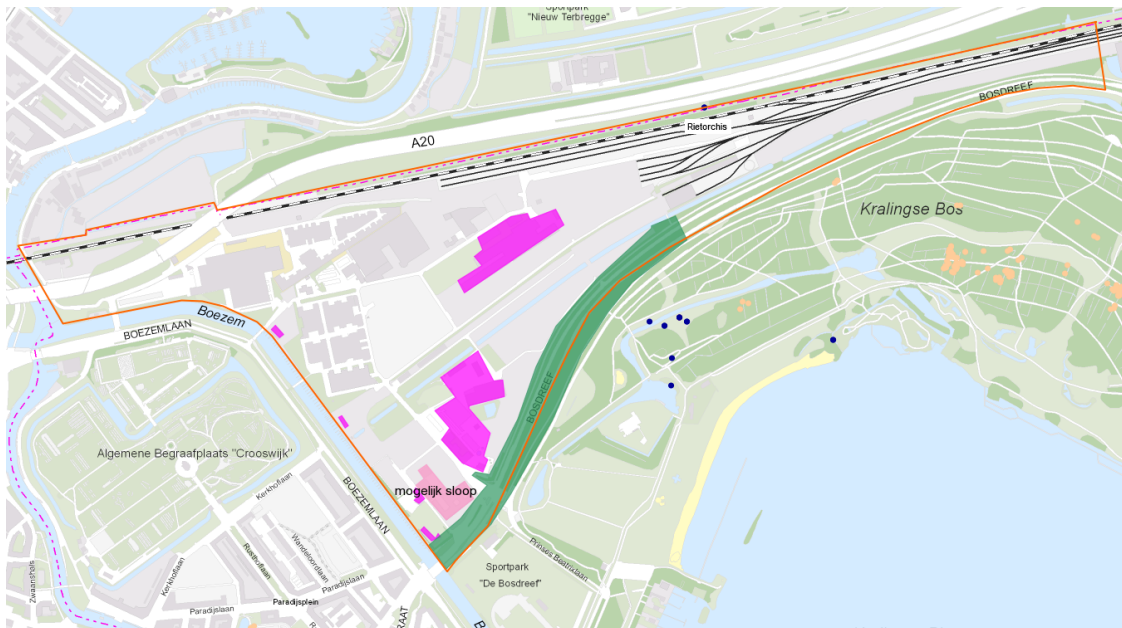 Sportpark
"Nieuw Terbregge"
BOSDREEF
Rietorchis
A20
Kralingse Bos
Boezem
BOEZEMLAAN
BOSDREEF
Algemene Begraafplaats "Crooswijk"
Kerkhoflaan
BOEZEMLAAN
mogelijk sloop
Wandeloordlaan
Rusthoflaan
Prinses Beatrixlaan
Zwaanshals
Kerkhoflaan
Paradijslaan
Sportpark
"De Bosdreef"
Paradijslaan
Paradijsplein